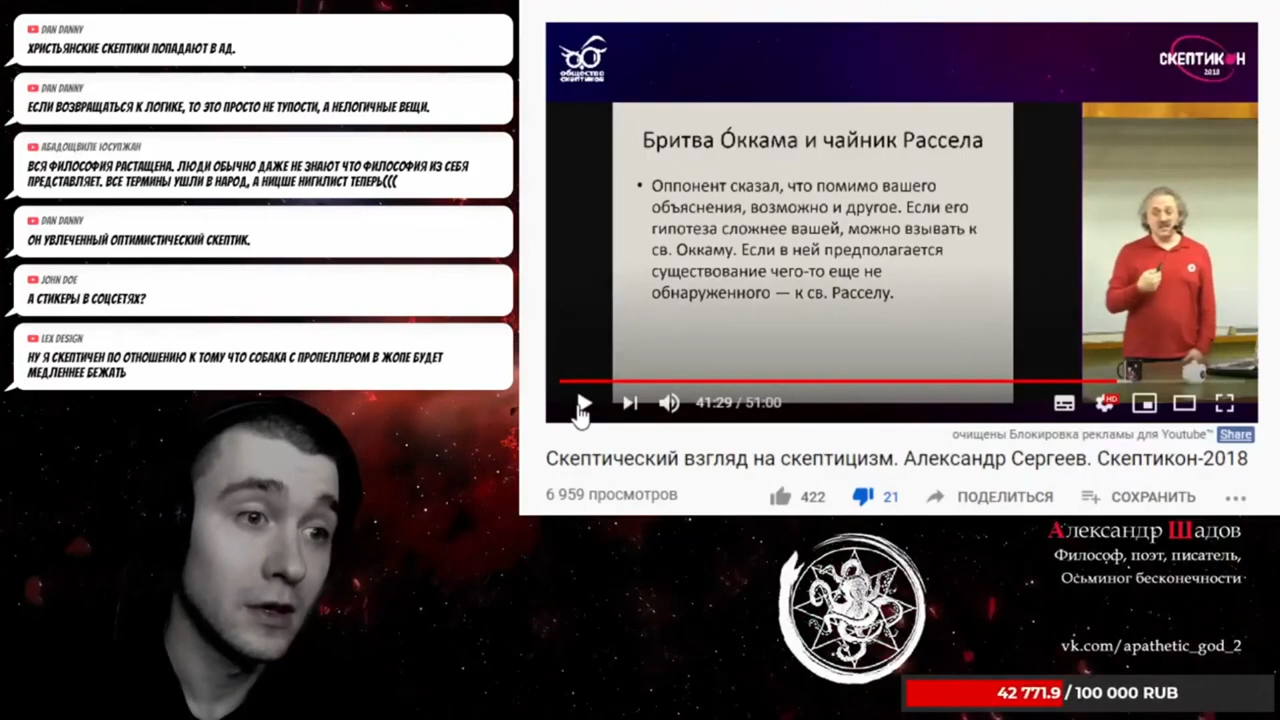 DAN DANNY
ХРИСТЬЯНСКИЕ СКЕПТИКИ ПОПАДАЮТ В АД.
DAN DANNY
ЕСЛИ ВОЗВРАЩАТЬСЯ К ЛОГИКЕ, ТО ЭТО ПРОСТО НЕ ТУПОСТИ, А НЕЛОГИЧНЫЕ ВЕЩИ.
АБАДОЩВИЛЕ ЮСУПЖАН
ВСЯ ФИЛОСОФИЯ РАСТАЩЕНА. ЛЮДИ ОБЫЧНО ДАЖЕ НЕ ЗНАЮТ ЧТО ФИЛОСОФИЯ ИЗ СЕБЯ
ПРЕДСТАВЛЯЕТ. ВСЕ ТЕРМИНЫ УШЛИ В НАРОД, А НИЦШЕ НИГИЛИСТ ТЕПЕРЬ(((
DAN DANNY
ОН УВЛЕЧЕННЫЙ ОПТИМИСТИЧЕСКИЙ СКЕПТИК.
JOHN DOE
А СТИКЕРЫ В СОЦСЕТЯХ?
LEX DESIGN
НУ Я СКЕПТИЧЕН ПО ОТНОШЕНИЮ К ТОМУ ЧТО СОБАКА С ПРОПЕЛЛЕРОМ В ЖОПЕ БУДЕТ
МЕДЛЕННЕЕ БЕЖАТЬ
ОБЩЕСТВО
СКЕПТИКОВ
СКЕПТИКОН
2018
Бритва О́ккама и чайник Рассела
• Оппонент сказал, что помимо вашего
объяснения, возможно и другое. Если его
гипотеза сложнее вашей, можно взывать к
св. Оккаму. Если в ней предполагается
существование чего-то еще не
обнаруженного — к св. Расселу.
41:29 / 51:00
HD
очищены Блокировка рекламы для Youtube™ Share
Скептический взгляд на скептицизм. Александр Сергеев. Скептикон-2018
6 959 просмотров
422
21
ПОДЕЛИТЬСЯ
СОХРАНИТЬ
Александр Шадов
Философ, поэт, писатель,
Осьминог бесконечности
vk.com/apathetic_god_2
42 771.9 / 100 000 RUB